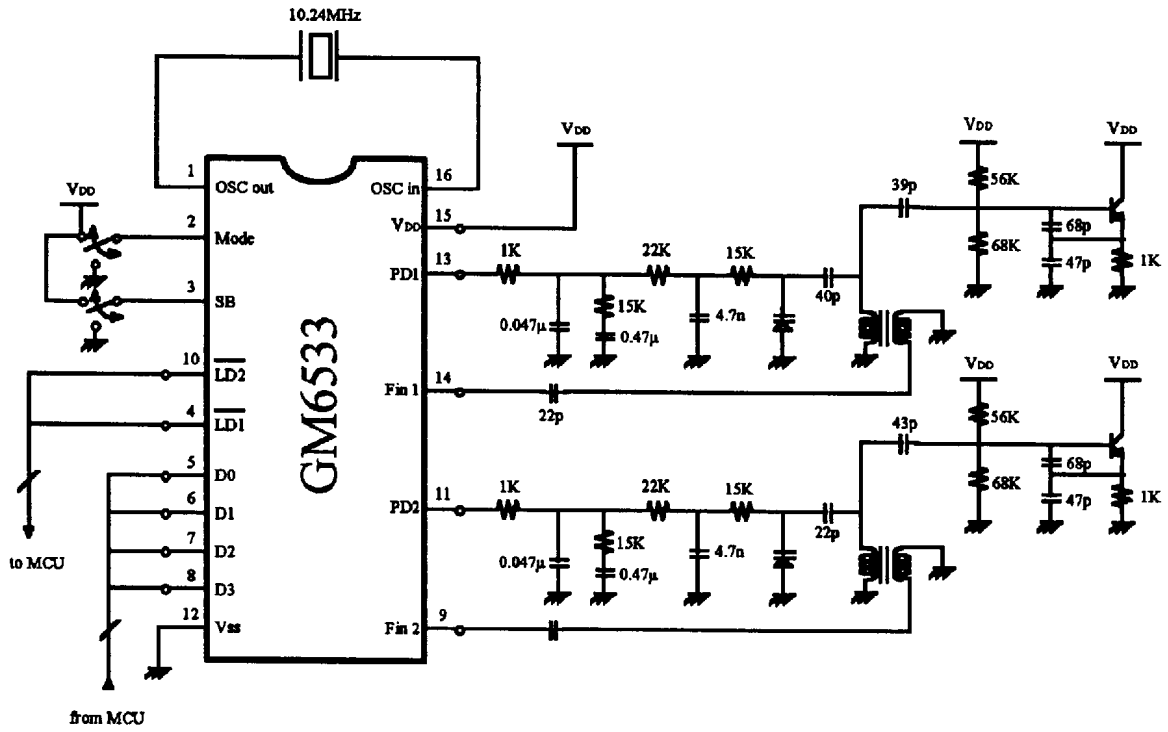 10.24MHz
VDD
1
OSC out
16
OSC in
VDD
2
Mode
15
VDD
3
SB
13
PD1
1K
22K
15K
0.047μ
15K
0.47μ
4.7n
40p
39p
VDD
56K
68K
68p
47p
VDD
1K
10
LD2
14
Fin 1
22p
4
LD1
GM6533
5
D0
6
D1
7
D2
8
D3
12
Vss
11
PD2
1K
22K
15K
0.047μ
15K
0.47μ
4.7n
22p
43p
VDD
56K
68K
68p
47p
VDD
1K
9
Fin 2
to MCU
from MCU